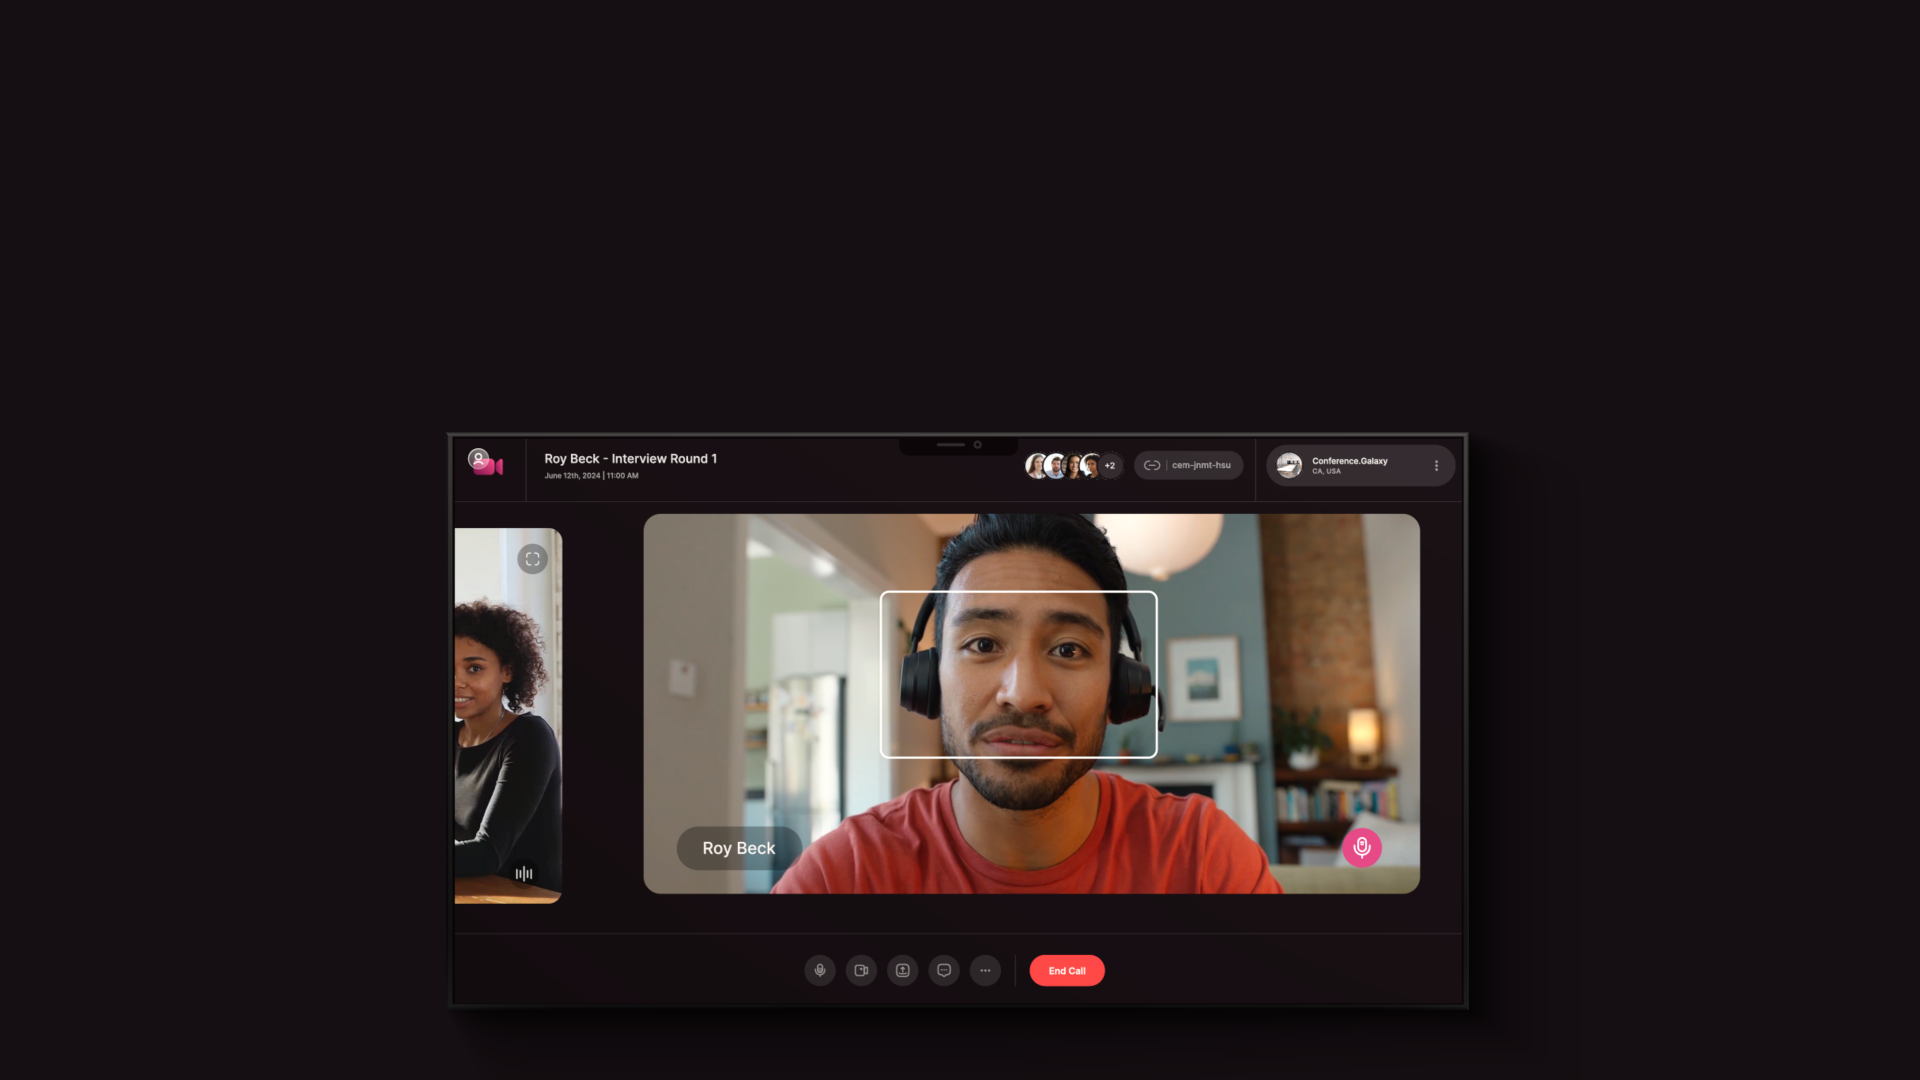 Roy Beck - Interview Round 1
June 12th, 2024 | 11:00 AM
+2
cem-jnmt-hsu
Conference.Galaxy
CA, USA
Roy Beck
End Call